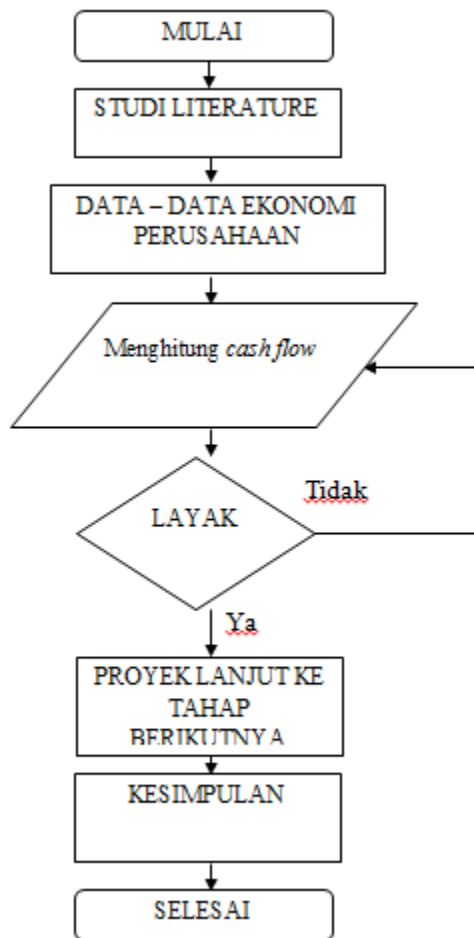 MULAI
STUDI LITERATURE
DATA – DATA EKONOMI
PERUSAHAAN
Menghitung cash flow
LAYAK
Tidak
Ya
PROYEK LANJUT KE
TAHAP
BERIKUTNYA
KESIMPULAN
SELESAI